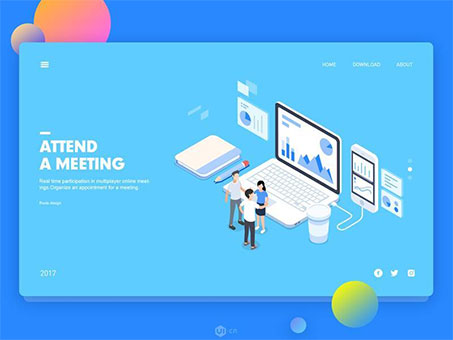 HOME DOWNLOAD ABOUT
ATTEND
A MEETING
Real time participation in multiplayer online meet
ings.Organize an appointment for a meeting
2017